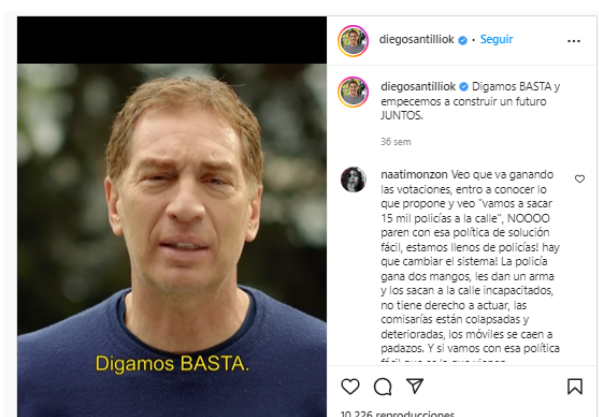 diegosantilliok • Seguir
diegosantilliok Digamos BASTA y
empecemos a construir un futuro
JUNTOS.
36 sem
naatimonzon Veo que va ganando
las votaciones, entro a conocer lo
que propone y veo "vamos a sacar
15 mil policías a la calle", NOOOO
paren con esa política de solución
fácil, estamos llenos de policías! hay
que cambiar el sistema! La policía
gana dos mangos, les dan un arma
y los sacan a la calle incapacitados,
no tiene derecho a actuar, las
comisarías están colapsadas y
deterioradas, los móviles se caen a
padazos. Y si vamos con esa política
Digamos BASTA.
10.226 reproducciones